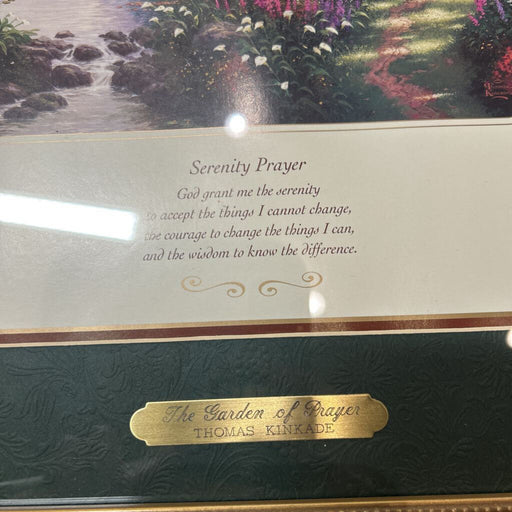 Serenity Prayer
God grant me the serenity
to accept the things I cannot change,
the courage to change the things I can,
and the wisdom to know the difference.
The Garden of Prayer
THOMAS KINKADE